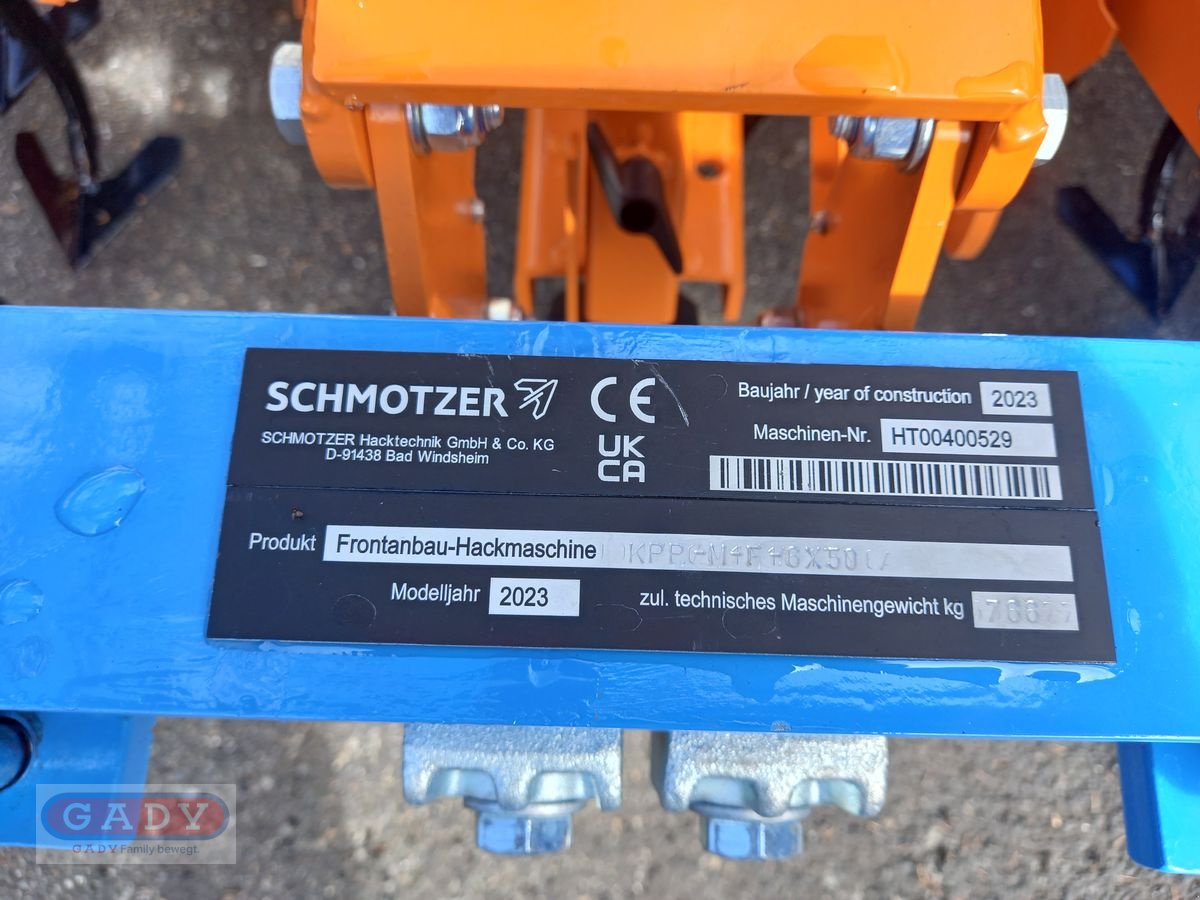 SCHMOTZER
SCHMOTZER Hacktechnik GmbH & Co. KG
D-91438 Bad Windsheim
CE
UK
CA
Baujahr / year of construction 2023
Maschinen-Nr. HT00400529
Produkt Frontanbau-Hackmaschine
Modelljahr 2023
zul. technisches Maschinengewicht kg
GADY
GADY Family bewegt.